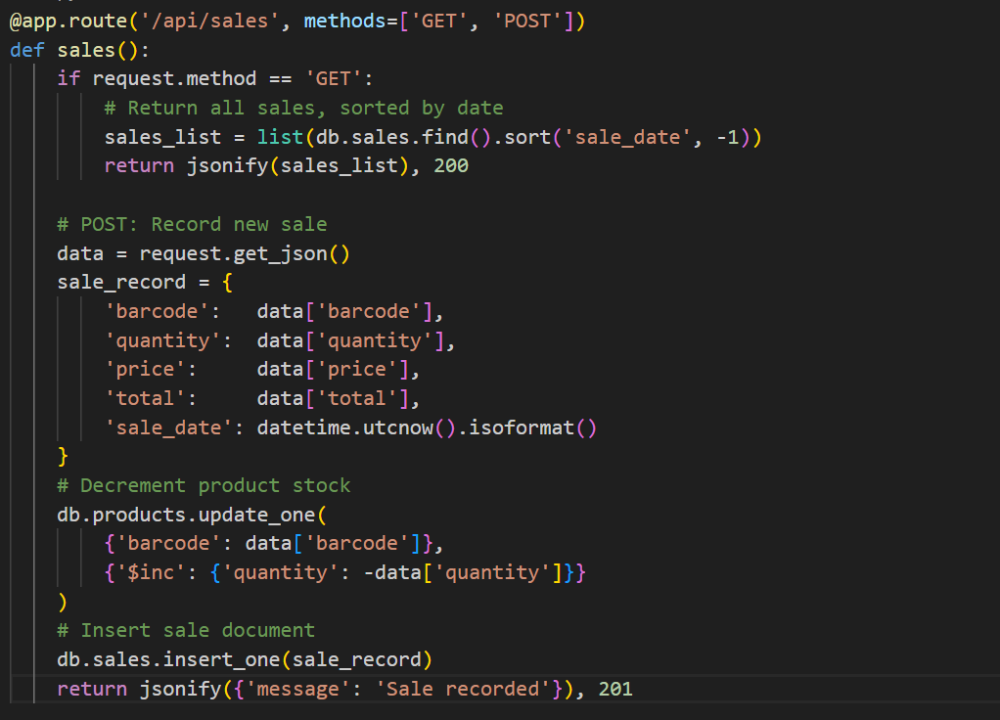 @app.route('/api/sales', methods=['GET', 'POST'])
def sales():
    if request.method == 'GET':
        # Return all sales, sorted by date
        sales_list = list(db.sales.find().sort('sale_date', -1))
        return jsonify(sales_list), 200

    # POST: Record new sale
    data = request.get_json()
    sale_record = {
        'barcode':   data['barcode'],
        'quantity':  data['quantity'],
        'price':     data['price'],
        'total':     data['total'],
        'sale_date': datetime.utcnow().isoformat()
    }
    # Decrement product stock
    db.products.update_one(
        {'barcode': data['barcode']},
        {'$inc': {'quantity': -data['quantity']}}
    )
    # Insert sale document
    db.sales.insert_one(sale_record)
    return jsonify({'message': 'Sale recorded'}), 201